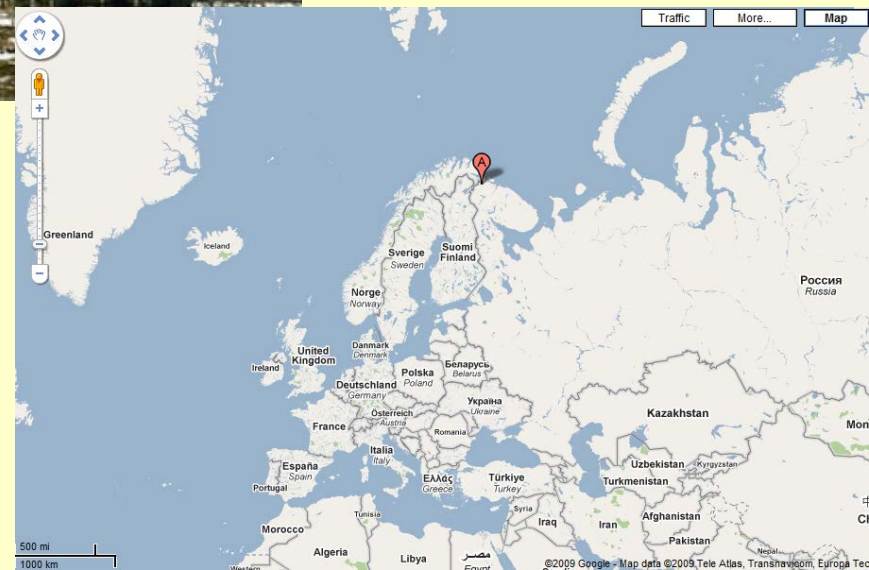 Traffic
More...
Map
A
Greenland
Iceland
Sverige
Sweden
Suomi
Finland
Norge
Norway
Россия
Russia
United
Kingdom
Ireland
Danmark
Denmark
Polska
Poland
Беларусь
Belarus
Deutschland
Germany
Österreich
Austria
Україна
Ukraine
France
Romania
Kazakhstan
Mon
Italia
Italy
España
Spain
Portugal
Ελλάς
Greece
Türkiye
Turkey
Uzbekistan
Kyrgyzstan
Turkmenistan
Tunisia
Syria
Iraq
Iran
Afghanistan
Pakistan
Nepal
Ch
Morocco
Algeria
Libya
مصر
Egypt
Western
500 mi
1000 km
©2009 Google - Map data ©2009 Tele Atlas, Transnavicom, Europa Tec